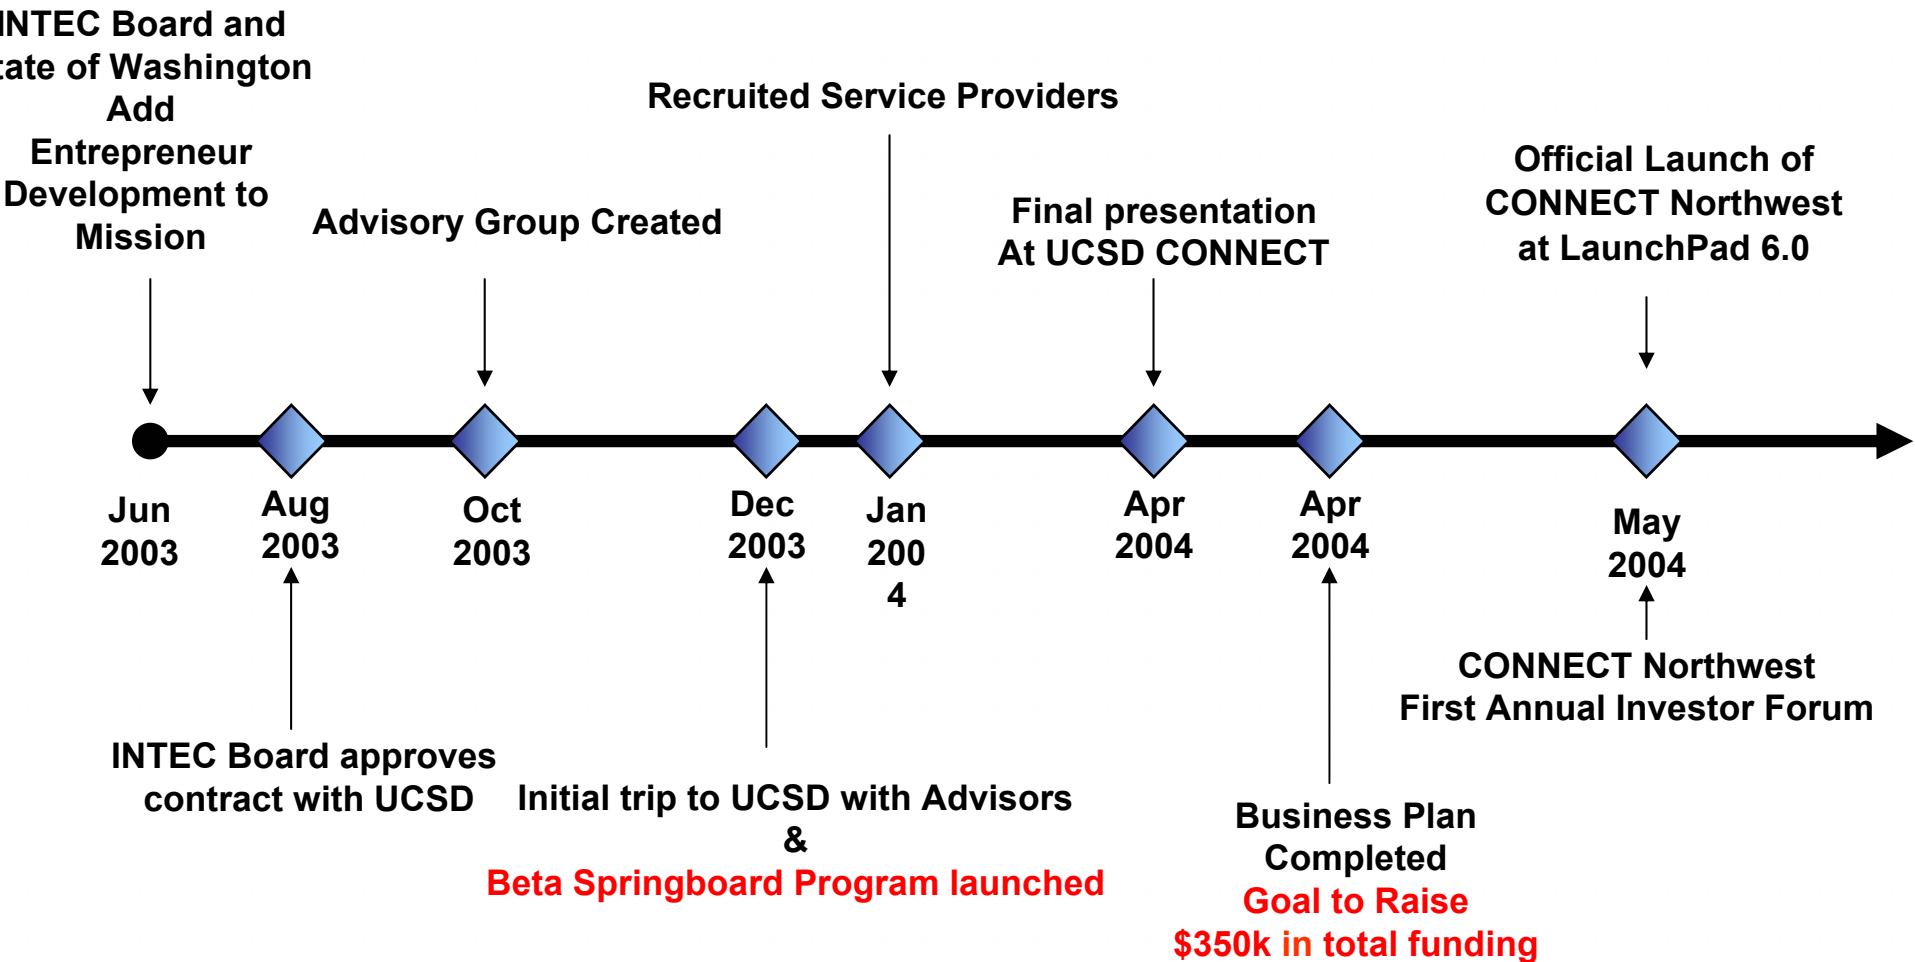 INTEC Board and
tate of Washington
Add
Entrepreneur
Development to
Mission
Advisory Group Created
Recruited Service Providers
Final presentation
At UCSD CONNECT
Official Launch of
CONNECT Northwest
at LaunchPad 6.0
Jun
2003
Aug
2003
Oct
2003
Dec
2003
Jan
200
4
Apr
2004
Apr
2004
May
2004
INTEC Board approves
contract with UCSD
Initial trip to UCSD with Advisors
&
Beta Springboard Program launched
Business Plan
Completed
Goal to Raise
$350k in total funding
CONNECT Northwest
First Annual Investor Forum